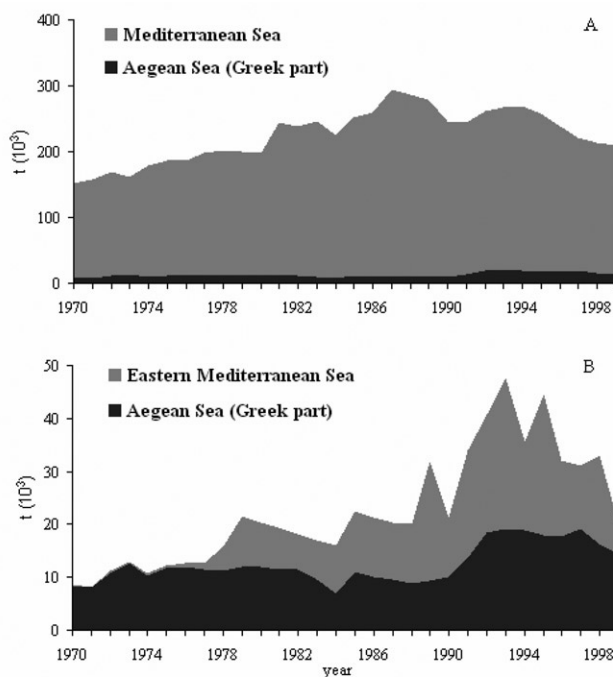 400
300
200
100
0
t (10³)
A
Mediterranean Sea
Aegean Sea (Greek part)
1970 1974 1978 1982 1986 1990 1994 1998
50
40
30
20
10
0
t (10³)
B
Eastern Mediterranean Sea
Aegean Sea (Greek part)
1970 1974 1978 1982 1986 1990 1994 1998
year